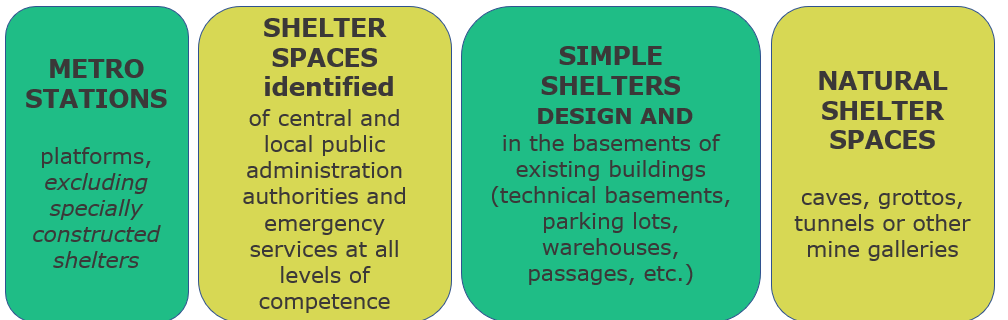 METRO
STATIONS
platforms,
excluding
specially
constructed
shelters
SHELTER
SPACES
identified
of central and
local public
administration
authorities and
emergency
services at all
levels of
competence
SIMPLE
SHELTERS
DESIGN AND
in the basements of
existing buildings
(technical basements,
parking lots,
warehouses,
passages, etc.)
NATURAL
SHELTER
SPACES
caves, grottos,
tunnels or other
mine galleries